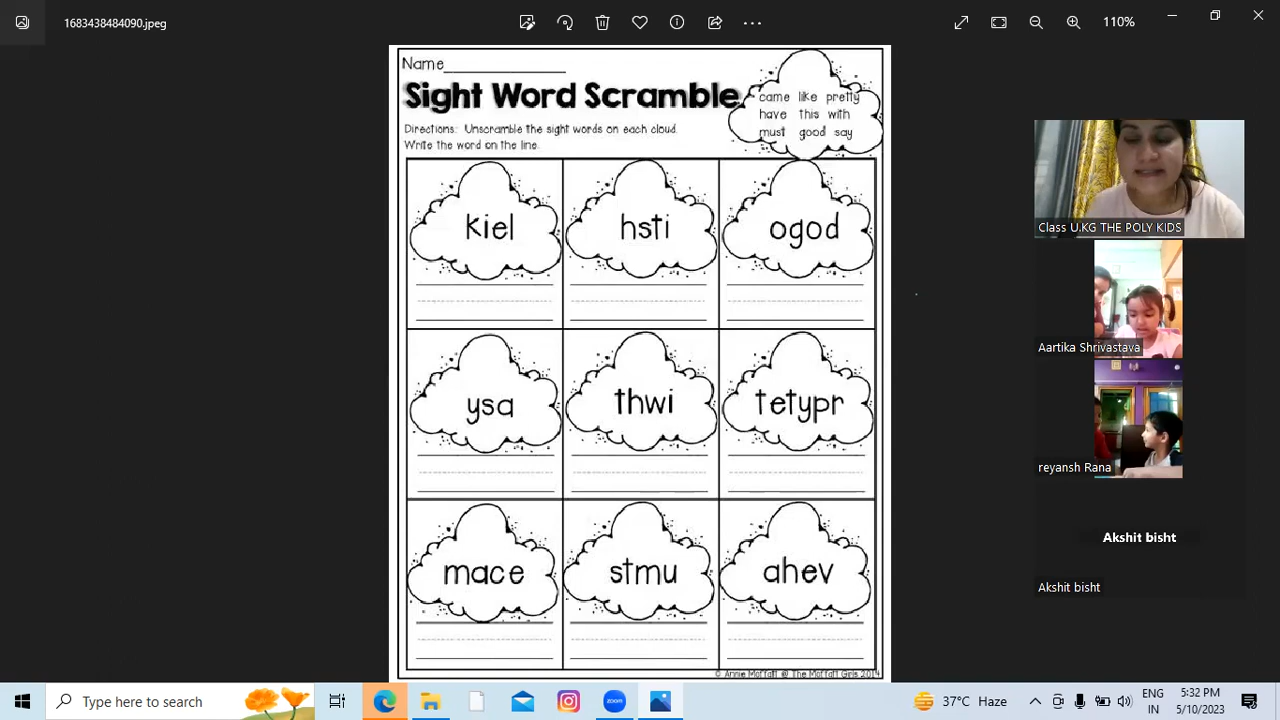 1683438484090.jpeg
110%
Name
Sight Word Scramble
came like pretty
have this with
must good say
Directions: Unscramble the sight words on each cloud.
Write the word on the line.
kiel hsti ogod
ysa thwi tetypr
mace stmu ahev
© Annie Moffatt @ The Moffatt Girls 2014
Class U.KG THE POLY KIDS
Aartika Shrivastava
reyansh Rana
Akshit bisht
Akshit bisht
Type here to search
zoom
37°C Haze
ENG
IN
5:32 PM
5/10/2023